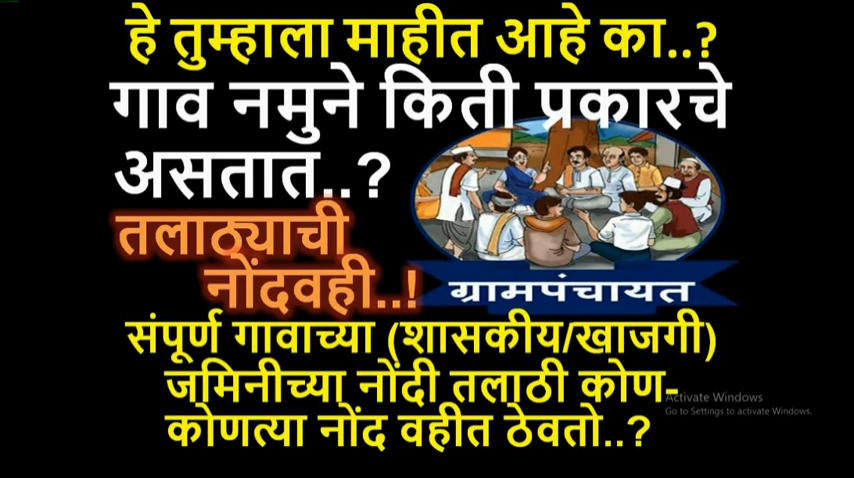 हे तुम्हाला माहीत आहे का..?
गाव नमुने किती प्रकारचे
असतात..?
तलाठ्याची
नोंदवही..!
ग्रामपंचायत
संपूर्ण गावाच्या (शासकीय/खाजगी)
जमिनीच्या नोंदी तलाठी कोण-
कोणत्या नोंद वहीत ठेवतो..?
Activate Windows
Go to Settings to activate Windows.